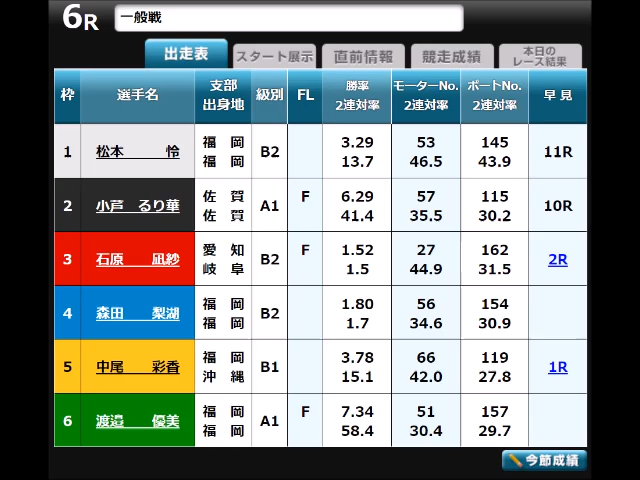 6R 一般戦
出走表 スタート展示 直前情報 競走成績 本日のレース結果
枠 選手名 支部 出身地 級別 FL 勝率 2連対率 モーターNo. 2連対率 ボートNo. 2連対率 早見
1 松本 怜 福岡 B2 3.29 53 145 11R
福岡 13.7 46.5 43.9
2 小芦 るり華 佐賀 A1 F 6.29 57 115 10R
佐賀 41.4 35.5 30.2
3 石原 凪紗 愛知 B2 F 1.52 27 162 2R
岐阜 1.5 44.9 31.5
4 森田 梨湖 福岡 B2 1.80 56 154
福岡 1.7 34.6 30.9
5 中尾 彩香 福岡 B1 3.78 66 119 1R
沖縄 15.1 42.0 27.8
6 渡邉 優美 福岡 A1 F 7.34 51 157
福岡 58.4 30.4 29.7
今節成績